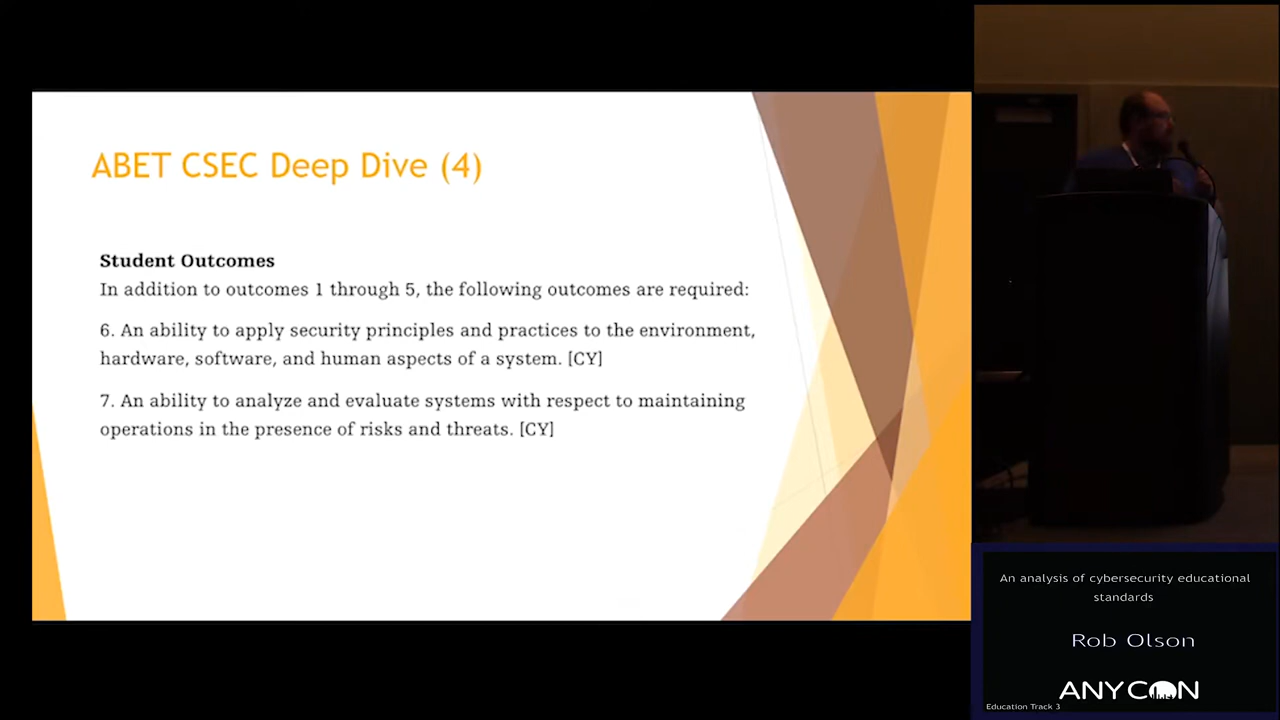 ABET CSEC Deep Dive (4)
Student Outcomes
In addition to outcomes 1 through 5, the following outcomes are required:
6. An ability to apply security principles and practices to the environment,
hardware, software, and human aspects of a system. [CY]
7. An ability to analyze and evaluate systems with respect to maintaining
operations in the presence of risks and threats. [CY]
An analysis of cybersecurity educational
standards
Rob Olson
ANYCON
Education Track 3